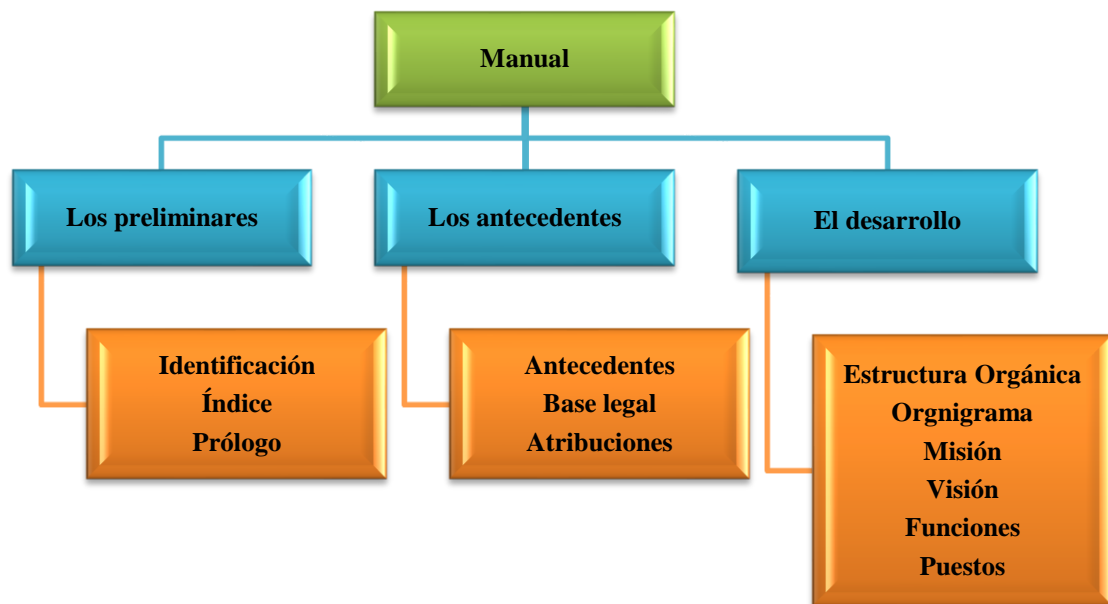 Manual
Los preliminares
Los antecedentes
El desarrollo
Identificación
Índice
Prólogo
Antecedentes
Base legal
Atribuciones
Estructura Orgánica
Orgnigrama
Misión
Visión
Funciones
Puestos